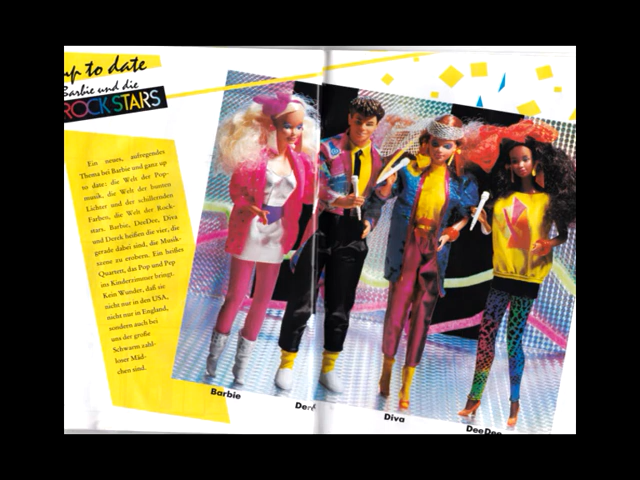 up to date
Barbie und die
ROCK STARS
Ein neues, aufregendes
Thema bei Barbie und ganz up
to date: die Welt der Pop-
musik, die Welt der bunten
Lichter und der schillernden
Farben, die Welt der Rock-
stars. Barbie, DeeDee, Diva
und Derek heißen die vier, die
gerade dabei sind, die Musik-
szene zu erobern. Ein heißes
Quartett, das Pop und Pep
ins Kinderzimmer bringt.
Kein Wunder, daß sie
nicht nur in den USA,
nicht nur in England,
sondern auch bei
uns der große
Schwarm zahl-
loser Mäd-
chen sind.
Barbie
Der
Diva
DeeDee